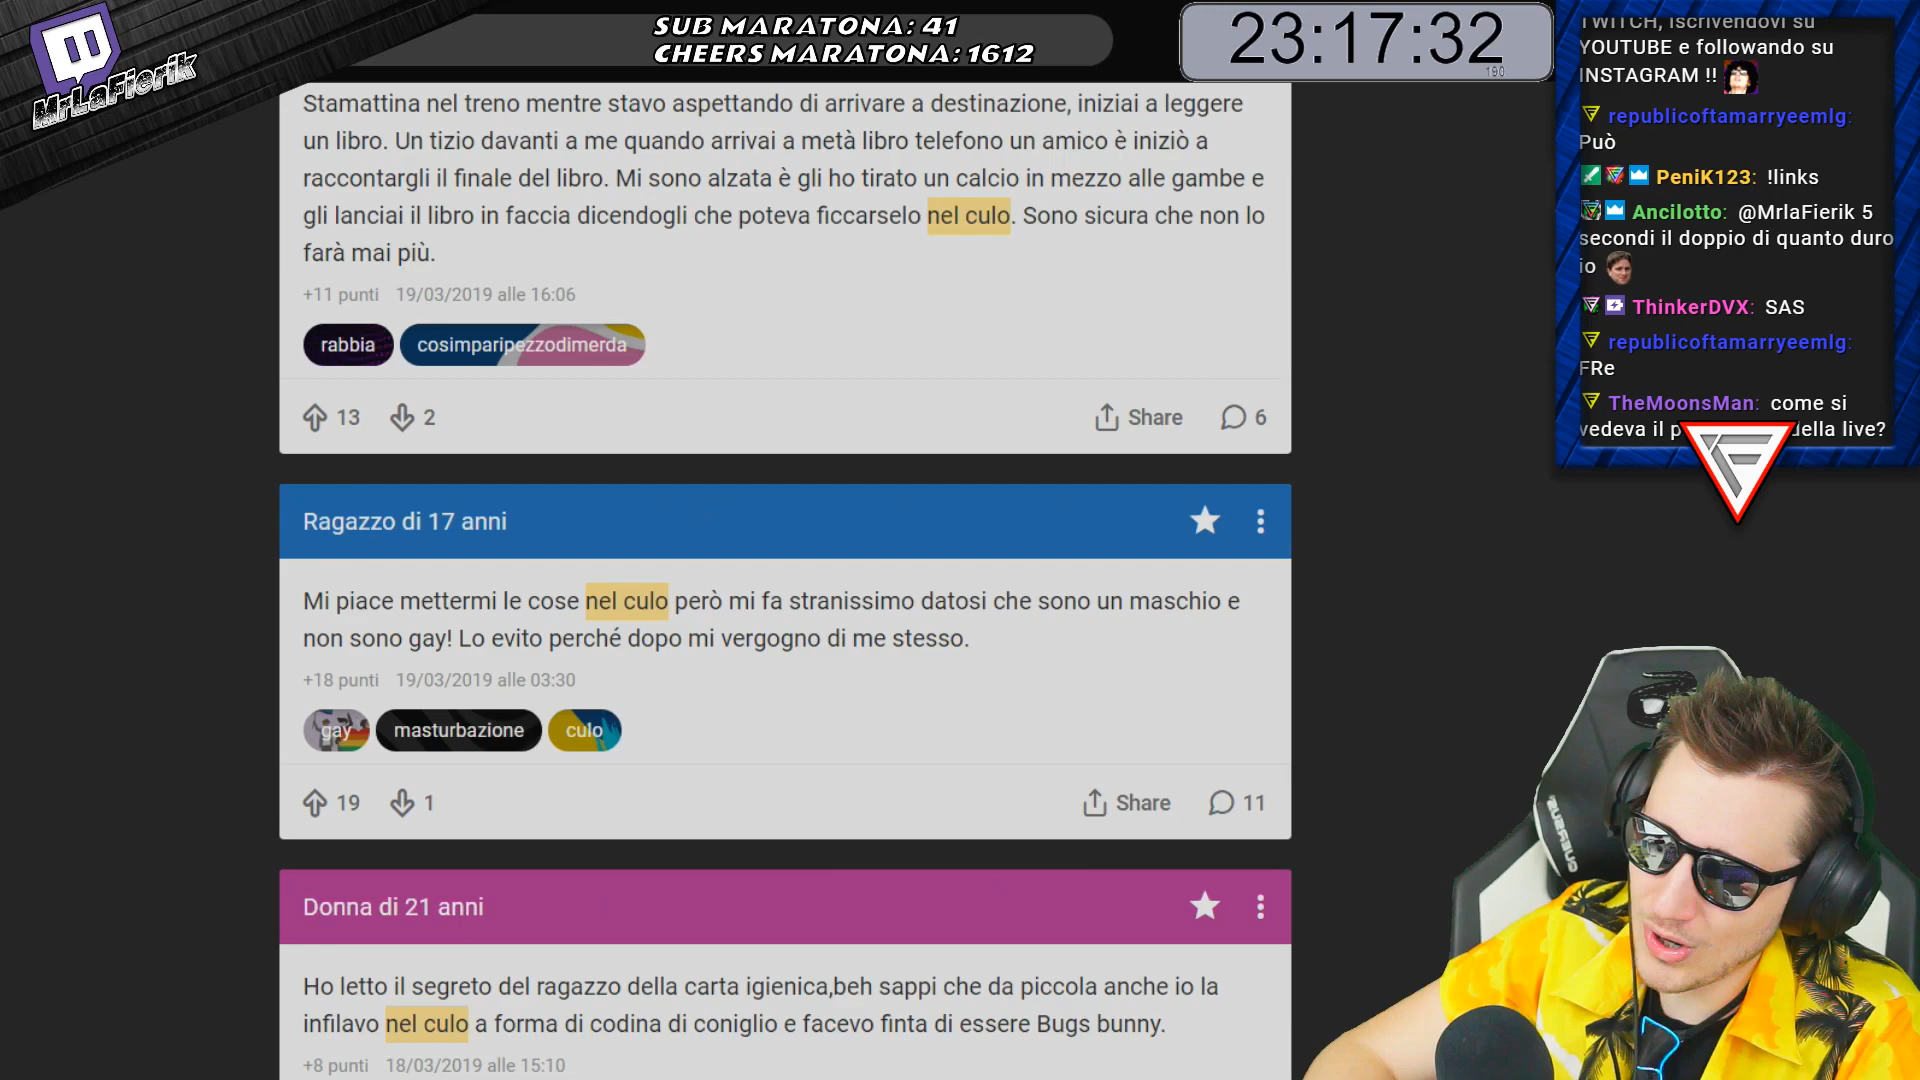 MrLaFierik
SUB MARATONA: 41
CHEERS MARATONA: 1612
23:17:32
190
Stamattina nel treno mentre stavo aspettando di arrivare a destinazione, iniziai a leggere
un libro. Un tizio davanti a me quando arrivai a metà libro telefono un amico è iniziò a
raccontargli il finale del libro. Mi sono alzata è gli ho tirato un calcio in mezzo alle gambe e
gli lanciai il libro in faccia dicendogli che poteva ficcarselo nel culo. Sono sicura che non lo
farà mai più.
+11 punti 19/03/2019 alle 16:06
rabbia cosimparipezzodimerda
13 2 Share 6
Ragazzo di 17 anni
Mi piace mettermi le cose nel culo però mi fa stranissimo datosi che sono un maschio e
non sono gay! Lo evito perché dopo mi vergogno di me stesso.
+18 punti 19/03/2019 alle 03:30
gay masturbazione culo
19 1 Share 11
Donna di 21 anni
Ho letto il segreto del ragazzo della carta igienica,beh sappi che da piccola anche io la
infilavo nel culo a forma di codina di coniglio e facevo finta di essere Bugs bunny.
+8 punti 18/03/2019 alle 15:10
TWITCH, iscrivendovi su
YOUTUBE e followando su
INSTAGRAM !!
republicoftamarryeemlg:
Può
PeniK123: !links
Ancilotto: @MrlaFierik 5
secondi il doppio di quanto duro
io
ThinkerDVX: SAS
republicoftamarryeemlg:
FRe
TheMoonsMan: come si
vedeva il p della live?
CUERSUS